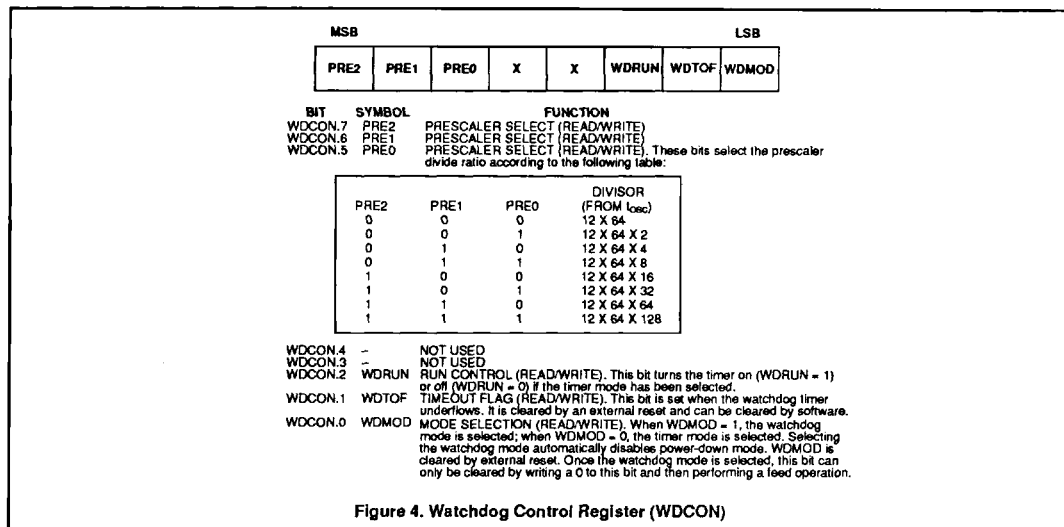 MSB LSB
PRE2 PRE1 PRE0 X X WDRUN WDTOF WDMOD
BIT SYMBOL FUNCTION
WDCON.7 PRE2 PRESCALER SELECT (READ/WRITE)
WDCON.6 PRE1 PRESCALER SELECT (READ/WRITE)
WDCON.5 PRE0 PRESCALER SELECT (READ/WRITE). These bits select the prescaler
divide ratio according to the following table:
DIVISOR
PRE2 PRE1 PRE0 (FROM fosc)
0 0 0 12 X 64
0 0 1 12 X 64 X 2
0 1 0 12 X 64 X 4
0 1 1 12 X 64 X 8
1 0 0 12 X 64 X 16
1 0 1 12 X 64 X 32
1 1 0 12 X 64 X 64
1 1 1 12 X 64 X 128
WDCON.4 – NOT USED
WDCON.3 – NOT USED
WDCON.2 WDRUN RUN CONTROL (READ/WRITE). This bit turns the timer on (WDRUN = 1)
or off (WDRUN = 0) if the timer mode has been selected.
WDCON.1 WDTOF TIMEOUT FLAG (READ/WRITE). This bit is set when the watchdog timer
underflows. It is cleared by an external reset and can be cleared by software.
WDCON.0 WDMOD MODE SELECTION (READ/WRITE). When WDMOD = 1, the watchdog
mode is selected; when WDMOD = 0, the timer mode is selected. Selecting
the watchdog mode automatically disables power-down mode. WDMOD is
cleared by external reset. Once the watchdog mode is selected, this bit can
only be cleared by writing a 0 to this bit and then performing a feed operation.
Figure 4. Watchdog Control Register (WDCON)